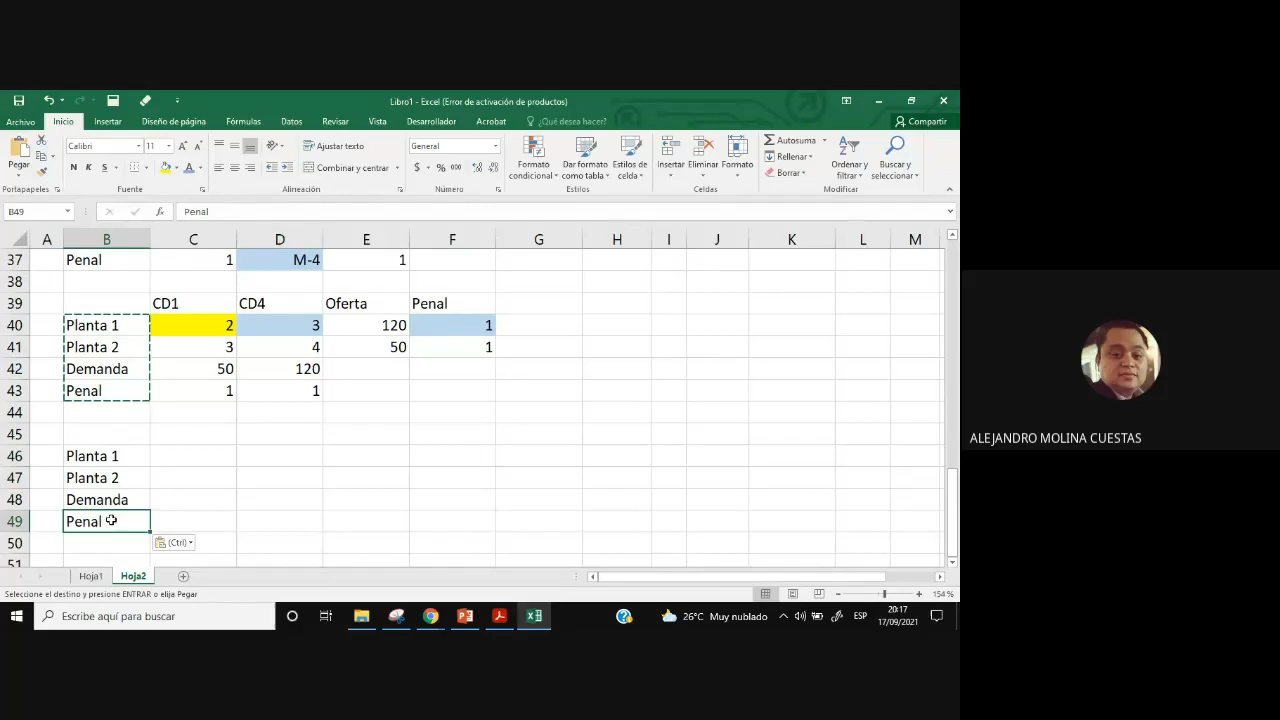 Libro1 - Excel (Error de activación de productos)
Archivo Inicio Insertar Diseño de página Fórmulas Datos Revisar Vista Desarrollador Acrobat ¿Qué desea hacer? Compartir
Pegar
Calibri 11
N K S
Ajustar texto
Combinar y centrar
General
$ % 000
Formato condicional
Dar formato como tabla
Estilos de celda
Insertar Eliminar Formato
Autosuma
Rellenar
Borrar
Ordenar y filtrar
Buscar y seleccionar
Portapapeles Fuente Alineación Número Estilos Celdas Modificar
B49 fx Penal
A B C D E F G H I J K L M
37 Penal 1 M-4 1
38
39 CD1 CD4 Oferta Penal
40 Planta 1 2 3 120 1
41 Planta 2 3 4 50 1
42 Demanda 50 120
43 Penal 1 1
44
45
46 Planta 1
47 Planta 2
48 Demanda
49 Penal
50 (Ctrl)
51
Hoja1 Hoja2
Seleccione el destino y presione ENTRAR o elija Pegar 154 %
Escribe aquí para buscar 26°C Muy nublado ESP 20:17
17/09/2021
ALEJANDRO MOLINA CUESTAS